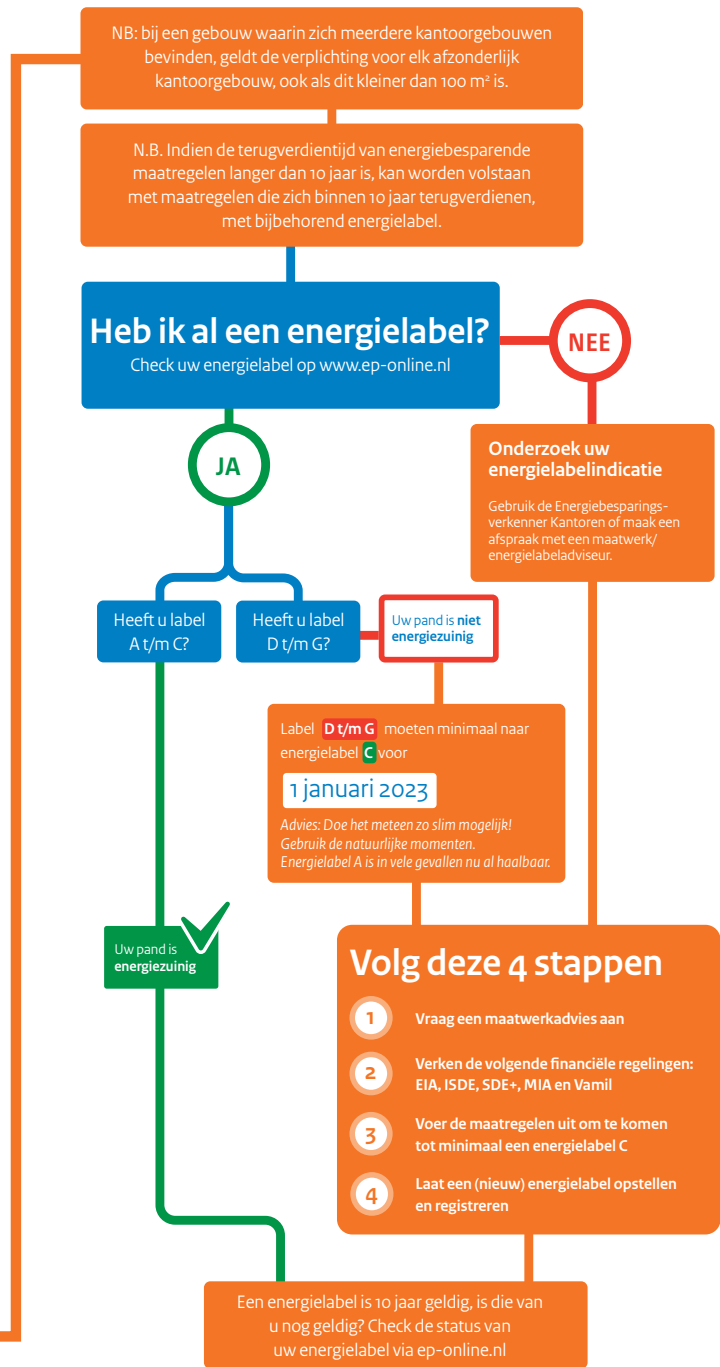 NB: bij een gebouw waarin zich meerdere kantoorgebouwen
bevinden, geldt de verplichting voor elk afzonderlijk
kantoorgebouw, ook als dit kleiner dan 100 m² is.
N.B. Indien de terugverdientijd van energiebesparende
maatregelen langer dan 10 jaar is, kan worden volstaan
met maatregelen die zich binnen 10 jaar terugverdienen,
met bijbehorend energielabel.
Heb ik al een energielabel?
Check uw energielabel op www.ep-online.nl
NEE
JA
Onderzoek uw
energielabelindicatie
Gebruik de Energiebesparings-
verkenner Kantoren of maak een
afspraak met een maatwerk/
energielabeladviseur.
Heeft u label
A t/m C?
Heeft u label
D t/m G?
Uw pand is niet
energiezuinig
Label D t/m G moeten minimaal naar
energielabel C voor
1 januari 2023
Advies: Doe het meteen zo slim mogelijk!
Gebruik de natuurlijke momenten.
Energielabel A is in vele gevallen nu al haalbaar.
Uw pand is
energiezuinig
Volg deze 4 stappen
1 Vraag een maatwerkadvies aan
2 Verken de volgende financiële regelingen:
EIA, ISDE, SDE+, MIA en Vamil
3 Voer de maatregelen uit om te komen
tot minimaal een energielabel C
4 Laat een (nieuw) energielabel opstellen
en registreren
Een energielabel is 10 jaar geldig, is die van
u nog geldig? Check de status van
uw energielabel via ep-online.nl